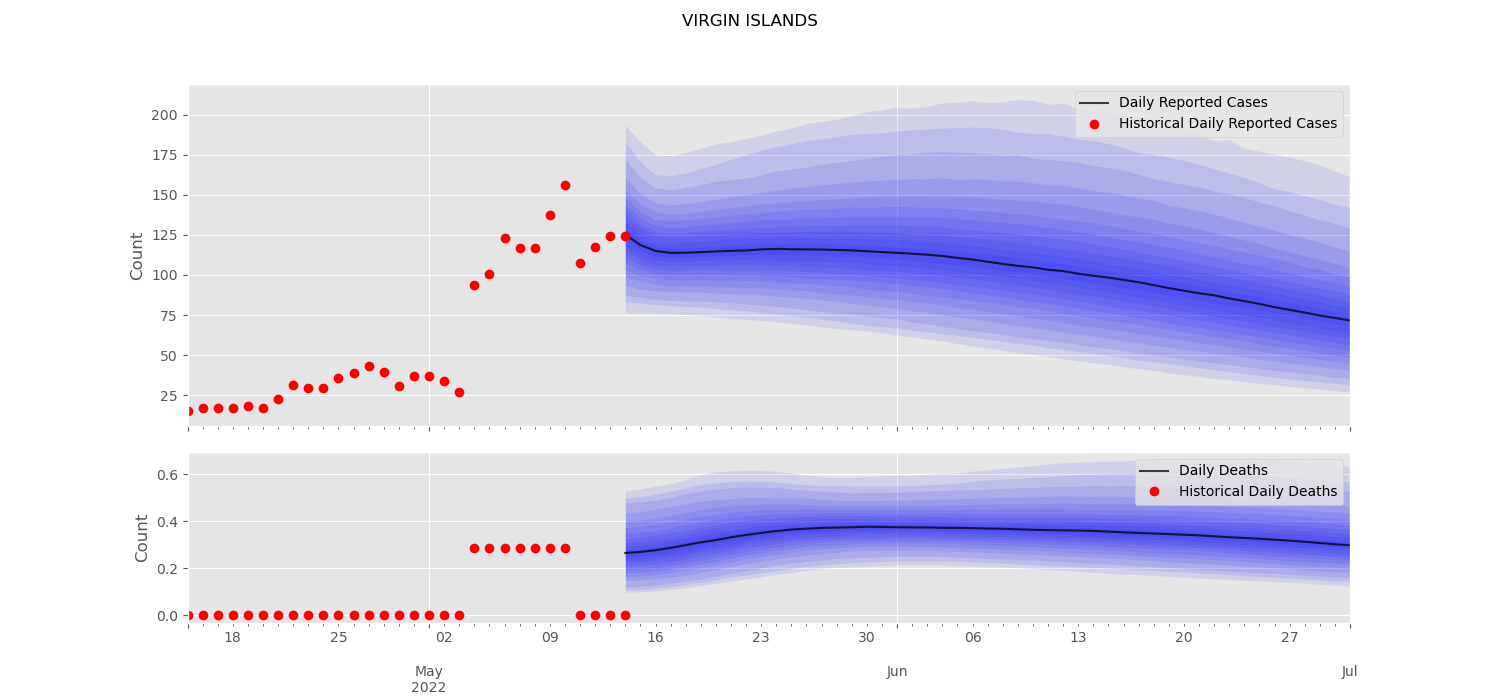 VIRGIN ISLANDS
Count
200
175
150
125
100
75
50
25
Daily Reported Cases
Historical Daily Reported Cases
Count
0.6
0.4
0.2
0.0
Daily Deaths
Historical Daily Deaths
18 25 02 09 16 23 30 06 13 20 27
May Jun Jul
2022